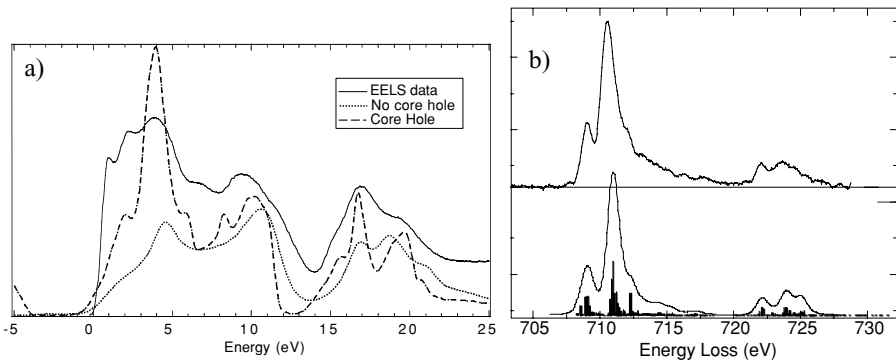 a)
EELS data
No core hole
Core Hole
-5 0 5 10 15 20 25
Energy (eV)
b)
705 710 715 720 725 730
Energy Loss (eV)